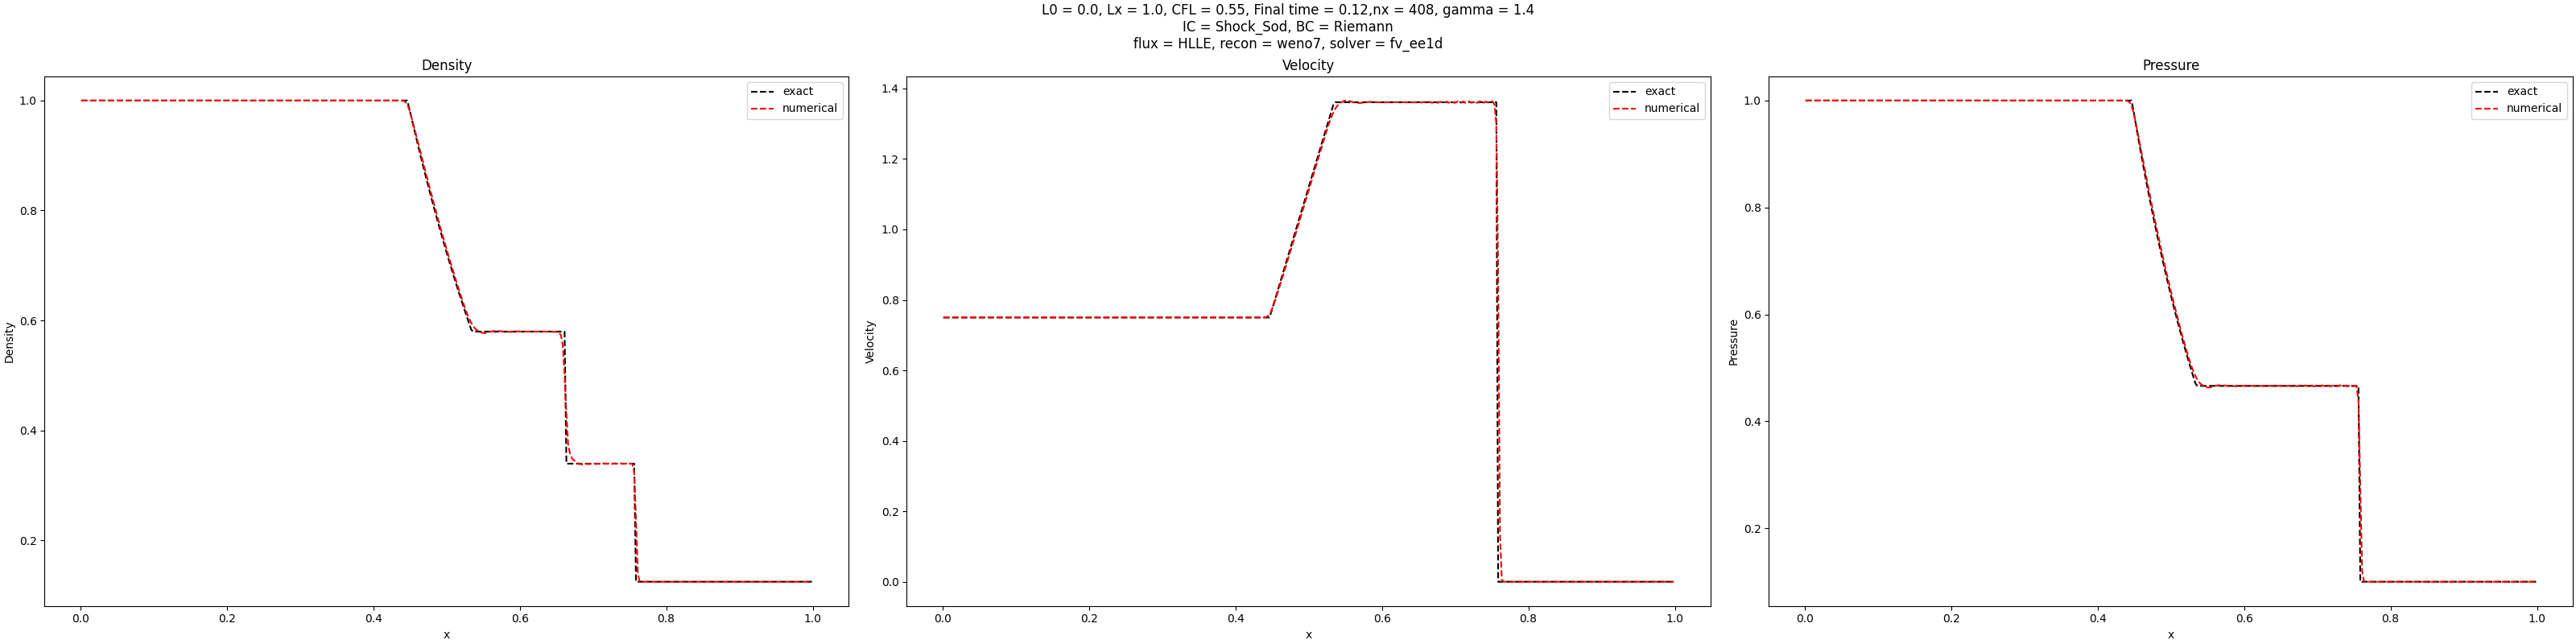 L0 = 0.0, Lx = 1.0, CFL = 0.55, Final time = 0.12,nx = 408, gamma = 1.4
IC = Shock_Sod, BC = Riemann
flux = HLLE, recon = weno7, solver = fv_ee1d
Density
exact
numerical
1.0
0.8
0.6
0.4
0.2
Density
0.0
0.2
0.4
0.6
0.8
1.0
x
Velocity
exact
numerical
1.4
1.2
1.0
0.8
0.6
0.4
0.2
0.0
Velocity
0.0
0.2
0.4
0.6
0.8
1.0
x
Pressure
exact
numerical
1.0
0.8
0.6
0.4
0.2
Pressure
0.0
0.2
0.4
0.6
0.8
1.0
x